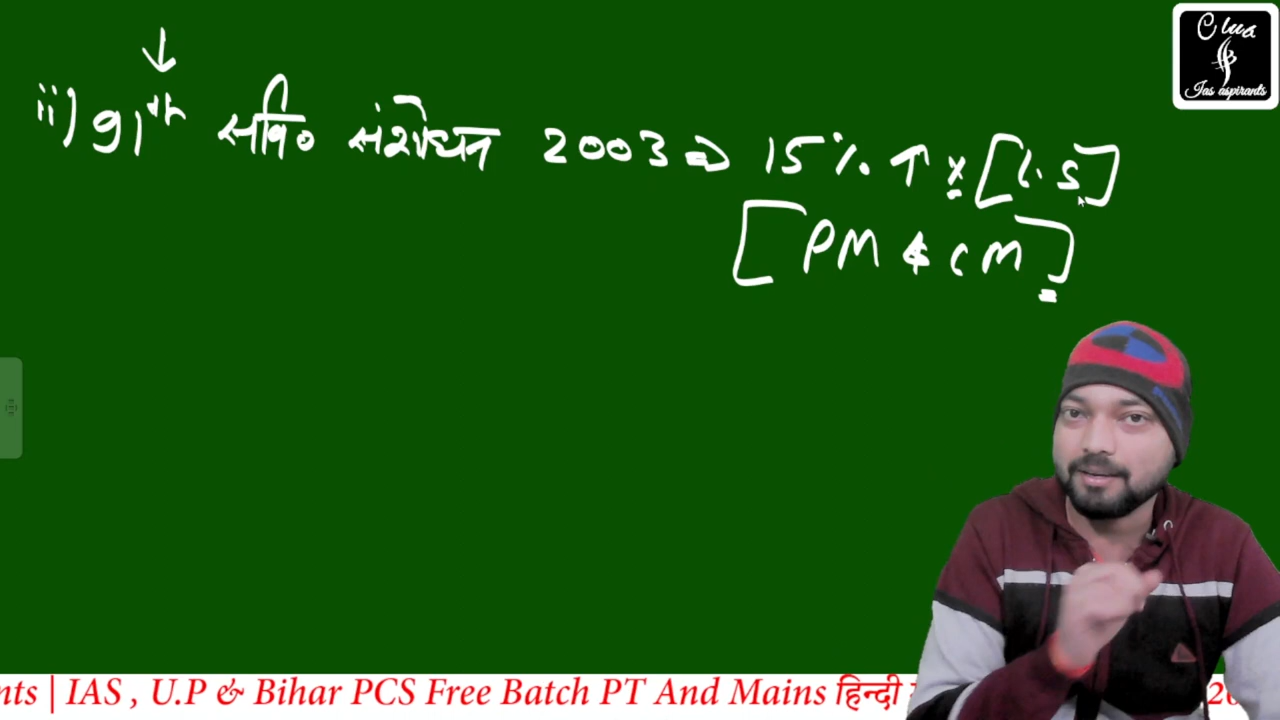 Clua
Ias aspirants
ii) 91th संवि० संशोधन 2003 ⇒ 15% ↑ x [L.S]
[PM & CM]
nts | IAS , U.P & Bihar PCS Free Batch PT And Mains हिन्दी